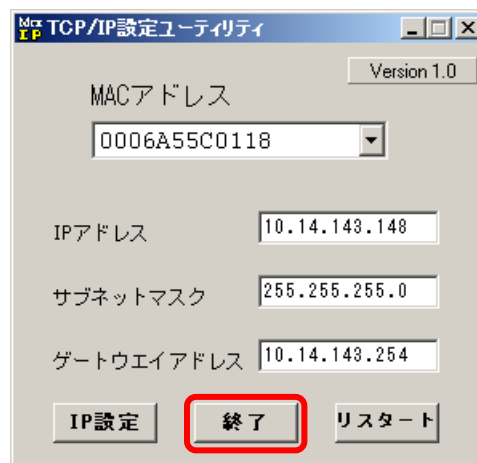 Mac IP TCP/IP設定ユーティリティ
Version 1.0
MACアドレス
0006A55C0118
IPアドレス 10.14.143.148
サブネットマスク 255.255.255.0
ゲートウエイアドレス 10.14.143.254
IP設定 終了 リスタート